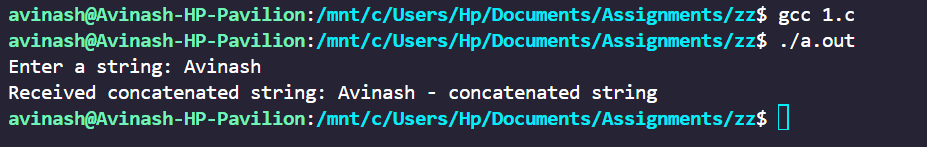 avinash@Avinash-HP-Pavilion:/mnt/c/Users/Hp/Documents/Assignments/zz$ gcc 1.c
avinash@Avinash-HP-Pavilion:/mnt/c/Users/Hp/Documents/Assignments/zz$ ./a.out
Enter a string: Avinash
Received concatenated string: Avinash - concatenated string
avinash@Avinash-HP-Pavilion:/mnt/c/Users/Hp/Documents/Assignments/zz$